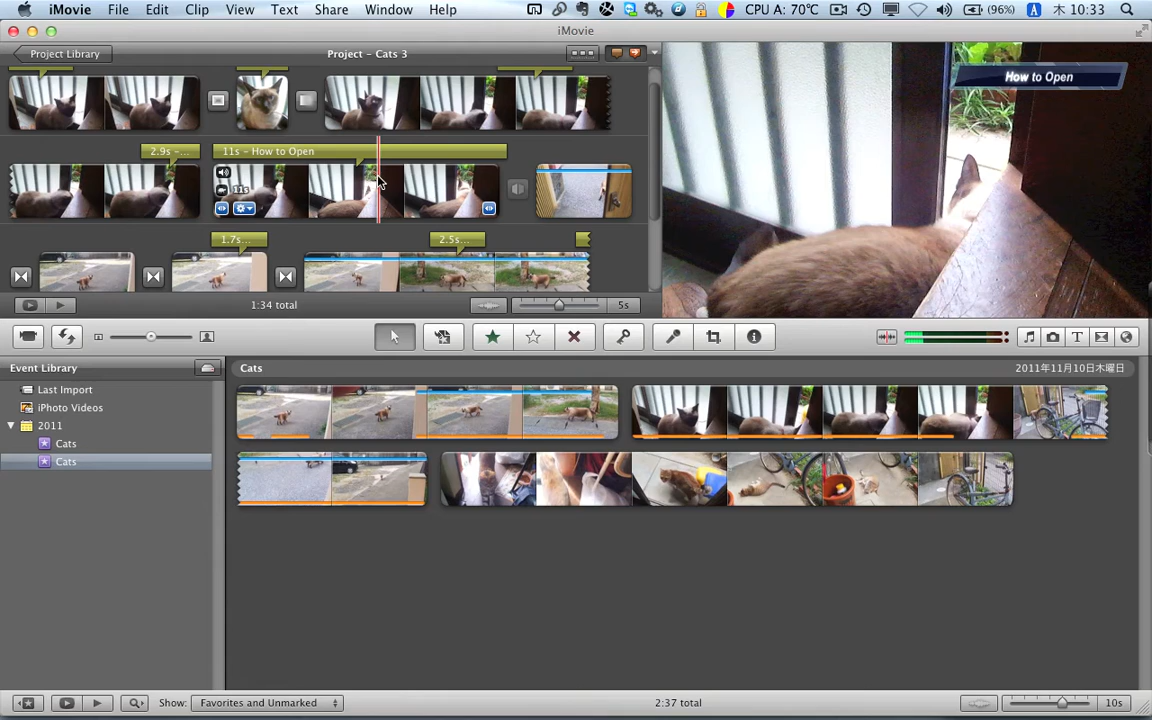 iMovie File Edit Clip View Text Share Window Help CPU A: 70℃ (96%) 木 10:33
iMovie
Project Library
Project - Cats 3
How to Open
2.9s –...
11s – How to Open
11s
1.7s...
2.5s...
1:34 total
5s
Event Library
Cats
2011年11月10日木曜日
Last Import
iPhoto Videos
2011
Cats
Cats
Show: Favorites and Unmarked
2:37 total
10s